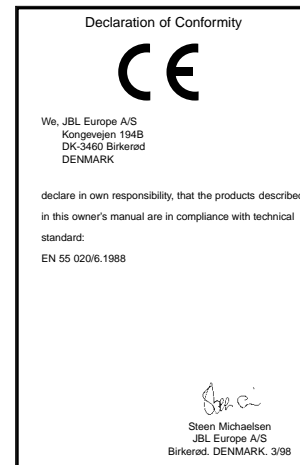 Declaration of Conformity
CE
We, JBL Europe A/S
Kongevejen 194B
DK-3460 Birkerød
DENMARK
declare in own responsibility, that the products described
in this owner's manual are in compliance with technical
standard:
EN 55 020/6.1988
Steen Michaelsen
JBL Europe A/S
Birkerød. DENMARK. 3/98